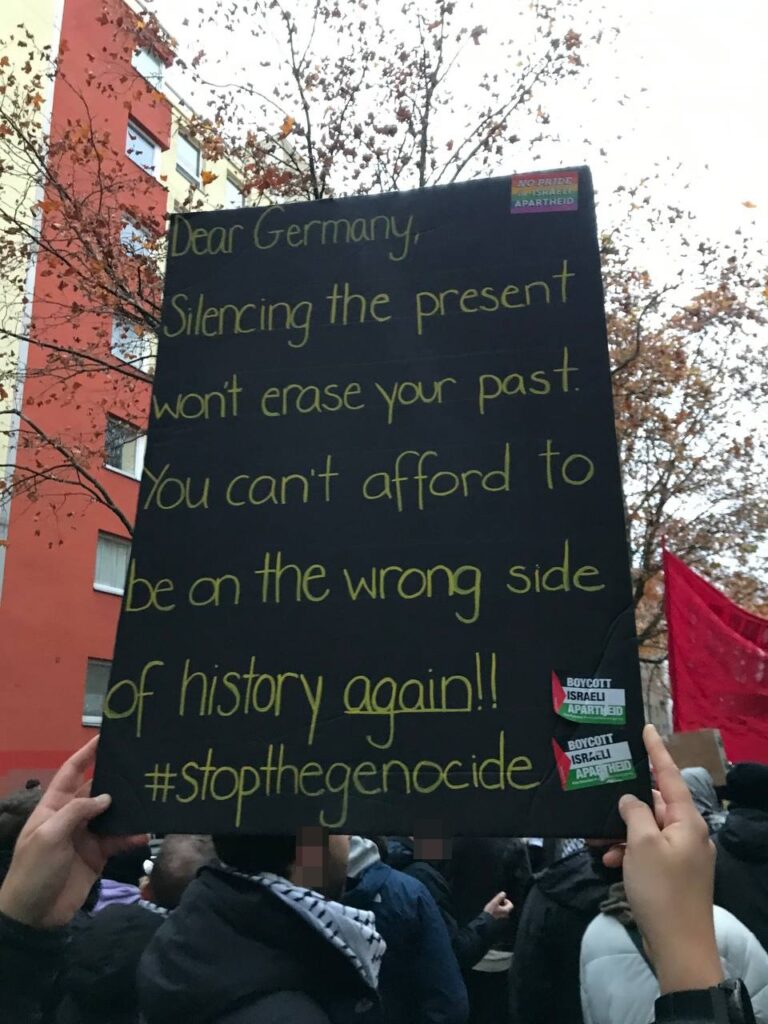 NO PRIDE
IN ISRAELI
APARTHEID
Dear Germany,
Silencing the present
won't erase your past.
You can't afford to
be on the wrong side
of history again!!
#stopthegenocide
BOYCOTT
ISRAELI
APARTHEID
BOYCOTT
ISRAELI
APARTHEID